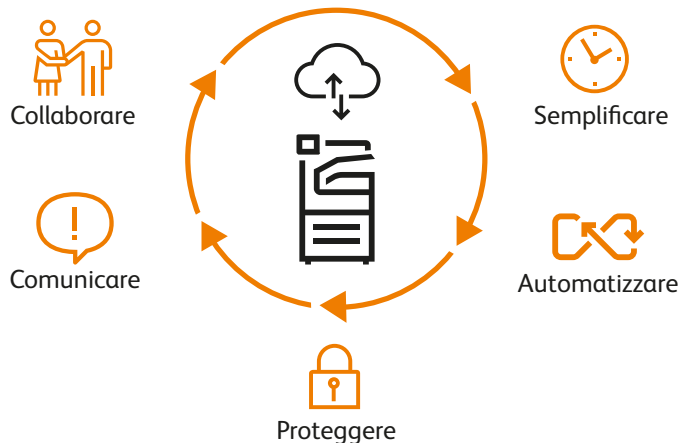 Collaborare
Semplificare
Comunicare
Automatizzare
Proteggere